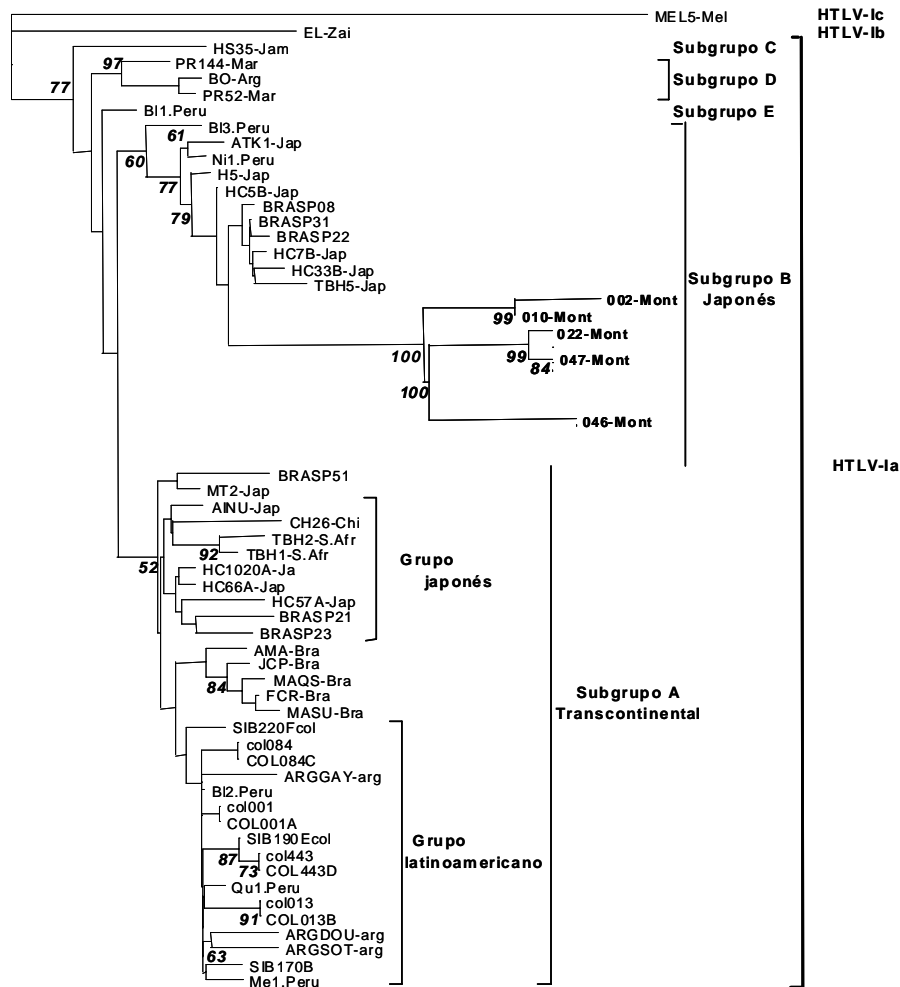 MEL5-Mel HTLV-Ic
EL-Zai HTLV-Ib
HS35-Jam Subgrupo C
97 PR144-Mar
77 BO-Arg Subgrupo D
PR52-Mar
BI1.Peru Subgrupo E
BI3.Peru
61 ATK1-Jap
60 Ni1.Peru
77 H5-Jap
HC5B-Jap
79 BRASP08
BRASP31
BRASP22
HC7B-Jap
HC33B-Jap Subgrupo B
TBH5-Jap Japonés
002-Mont
99 010-Mont
022-Mont
100 99 047-Mont
84
100
046-Mont
HTLV-Ia
BRASP51
MT2-Jap
AINU-Jap
CH26-Chi
TBH2-S.Afr
92 TBH1-S.Afr Grupo
52 HC1020A-Ja japonés
HC66A-Jap
HC57A-Jap
BRASP21
BRASP23
AMA-Bra
JCP-Bra
84 MAQS-Bra
FCR-Bra Subgrupo A
MASU-Bra Transcontinental
SIB220Fcol
col084
COL084C
ARGGAY-arg
BI2.Peru
col001
COL001A
SIB190Ecol Grupo
87 col443 latinoamericano
73 COL443D
Qu1.Peru
col013
91 COL013B
ARGDOU-arg
ARGSOT-arg
63
SIB170B
Me1.Peru